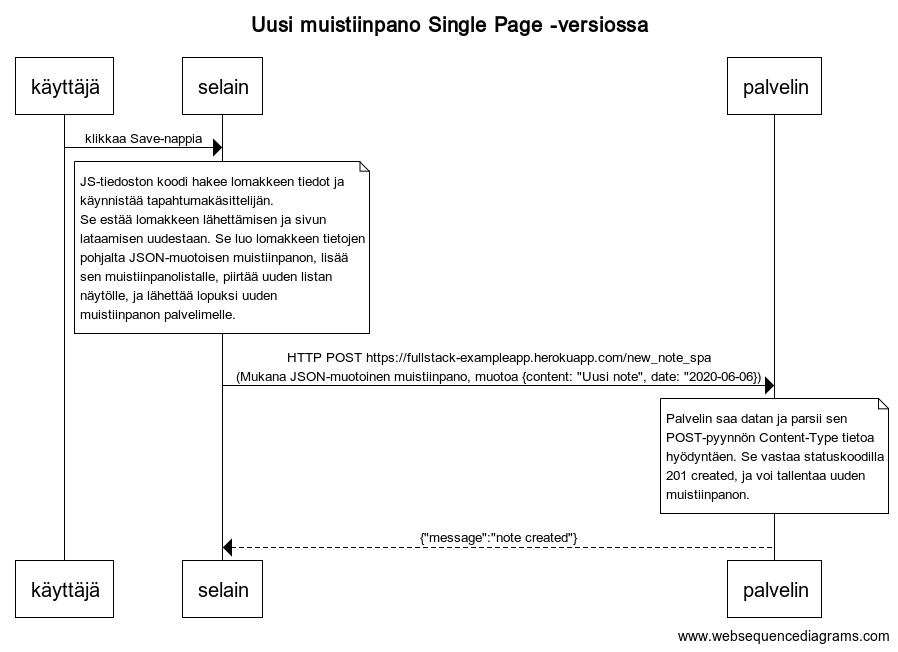 Uusi muistiinpano Single Page -versiossa
käyttäjä
selain
palvelin
klikkaa Save-nappia
JS-tiedoston koodi hakee lomakkeen tiedot ja
käynnistää tapahtumakäsittelijän.
Se estää lomakkeen lähettämisen ja sivun
lataamisen uudestaan. Se luo lomakkeen tietojen
pohjalta JSON-muotoisen muistiinpanon, lisää
sen muistiinpanolistalle, piirtää uuden listan
näytölle, ja lähettää lopuksi uuden
muistiinpanon palvelimelle.
HTTP POST https://fullstack-exampleapp.herokuapp.com/new_note_spa
(Mukana JSON-muotoinen muistiinpano, muotoa {content: "Uusi note", date: "2020-06-06})
Palvelin saa datan ja parsii sen
POST-pyynnön Content-Type tietoa
hyödyntäen. Se vastaa statuskoodilla
201 created, ja voi tallentaa uuden
muistiinpanon.
{"message":"note created"}
käyttäjä
selain
palvelin
www.websequencediagrams.com